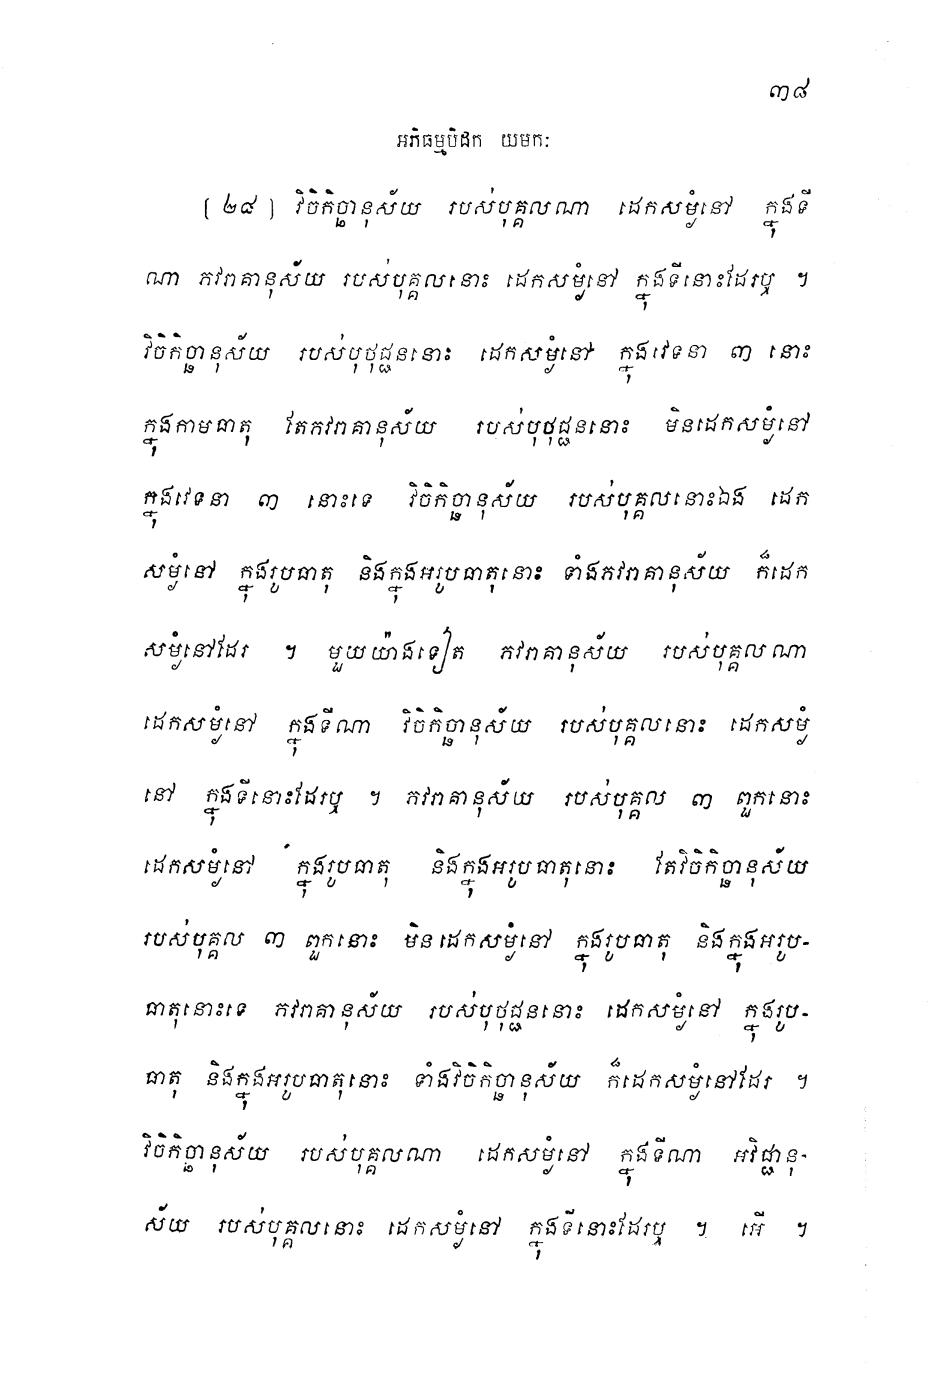 ៣៨
អភិធម្មបិដក យមកៈ
( ២៨ ) វិចិកិច្ឆានុស័យ របស់បុគ្គលណា ដេកសម្ងំនៅ ក្នុងទី
ណា ភវរាគានុស័យ របស់បុគ្គលនោះ ដេកសម្ងំនៅ ក្នុងទីនោះដែរឬ ។
វិចិកិច្ឆានុស័យ របស់បុថុជ្ជននោះ ដេកសម្ងំនៅ ក្នុងវេទនា ៣ នោះ
ក្នុងកាមធាតុ តែភវរាគានុស័យ របស់បុថុជ្ជននោះ មិនដេកសម្ងំនៅ
ក្នុងវេទនា ៣ នោះទេ វិចិកិច្ឆានុស័យ របស់បុគ្គលនោះឯង ដេក
សម្ងំនៅ ក្នុងរូបធាតុ និងក្នុងអរូបធាតុនោះ ទាំងភវរាគានុស័យ ក៏ដេក
សម្ងំនៅដែរ ។ មួយយ៉ាងទៀត ភវរាគានុស័យ របស់បុគ្គលណា
ដេកសម្ងំនៅ ក្នុងទីណា វិចិកិច្ឆានុស័យ របស់បុគ្គលនោះ ដេកសម្ងំ
នៅ ក្នុងទីនោះដែរឬ ។ ភវរាគានុស័យ របស់បុគ្គល ៣ ពួកនោះ
ដេកសម្ងំនៅ ក្នុងរូបធាតុ និងក្នុងអរូបធាតុនោះ តែវិចិកិច្ឆានុស័យ
របស់បុគ្គល ៣ ពួកនោះ មិនដេកសម្ងំនៅ ក្នុងរូបធាតុ និងក្នុងអរូប-
ធាតុនោះទេ ភវរាគានុស័យ របស់បុថុជ្ជននោះ ដេកសម្ងំនៅ ក្នុងរូប-
ធាតុ និងក្នុងអរូបធាតុនោះ ទាំងវិចិកិច្ឆានុស័យ ក៏ដេកសម្ងំនៅដែរ ។
វិចិកិច្ឆានុស័យ របស់បុគ្គលណា ដេកសម្ងំនៅ ក្នុងទីណា អវិជ្ជានុ-
ស័យ របស់បុគ្គលនោះ ដេកសម្ងំនៅ ក្នុងទីនោះដែរឬ ។ អើ ។